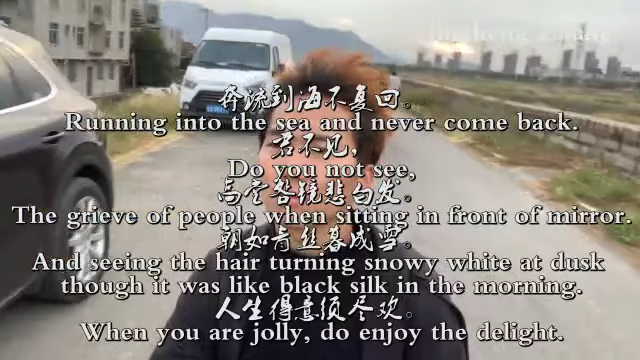 奔流到海不复回。
Running into the sea and never come back.
君不见，
Do you not see,
高堂明镜悲白发。
The grieve of people when sitting in front of mirror.
朝如青丝暮成雪。
And seeing the hair turning snowy white at dusk
though it was like black silk in the morning.
人生得意须尽欢。
When you are jolly, do enjoy the delight.